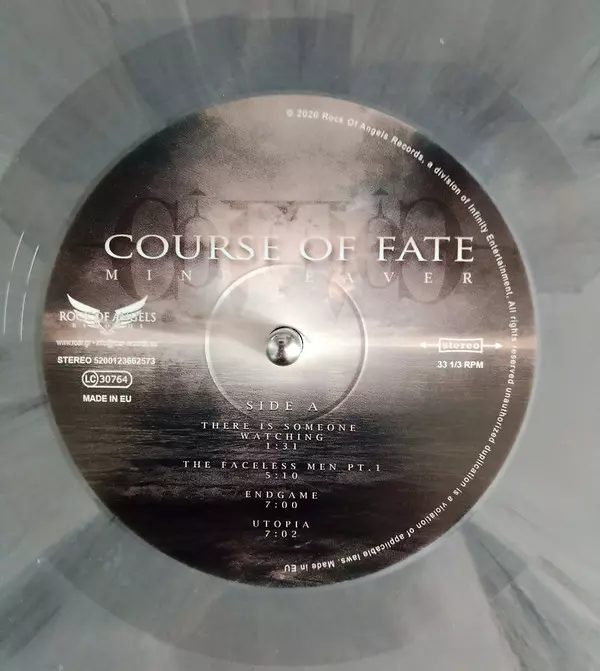 © 2020 Rock Of Angels Records, a division of Infinity Entertainment. All rights reserved unauthorized duplication is a violation of applicable laws. Made in EU
COURSE OF FATE
ROCK OF ANGELS
STEREO 5200123662573
LC 30764
MADE IN EU
stereo
33 1/3 RPM
SIDE A
THERE IS SOMEONE
WATCHING
1:31
THE FACELESS MEN PT.1
5:10
ENDGAME
7:00
UTOPIA
7:02